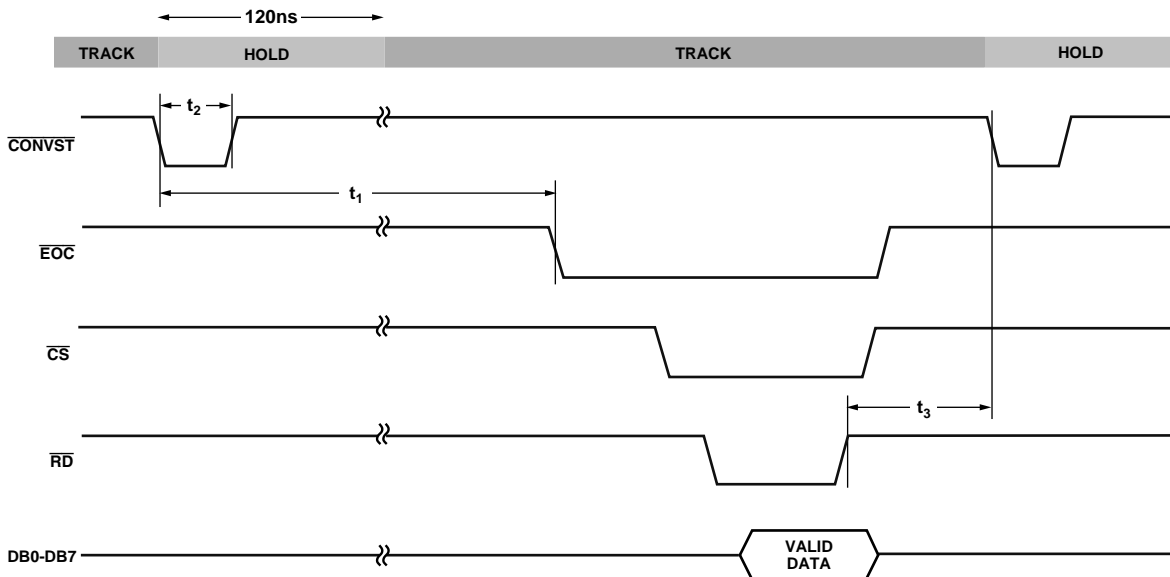 120ns
TRACK HOLD TRACK HOLD
t2
CONVST
t1
EOC
CS
t3
RD
DB0-DB7
VALID
DATA